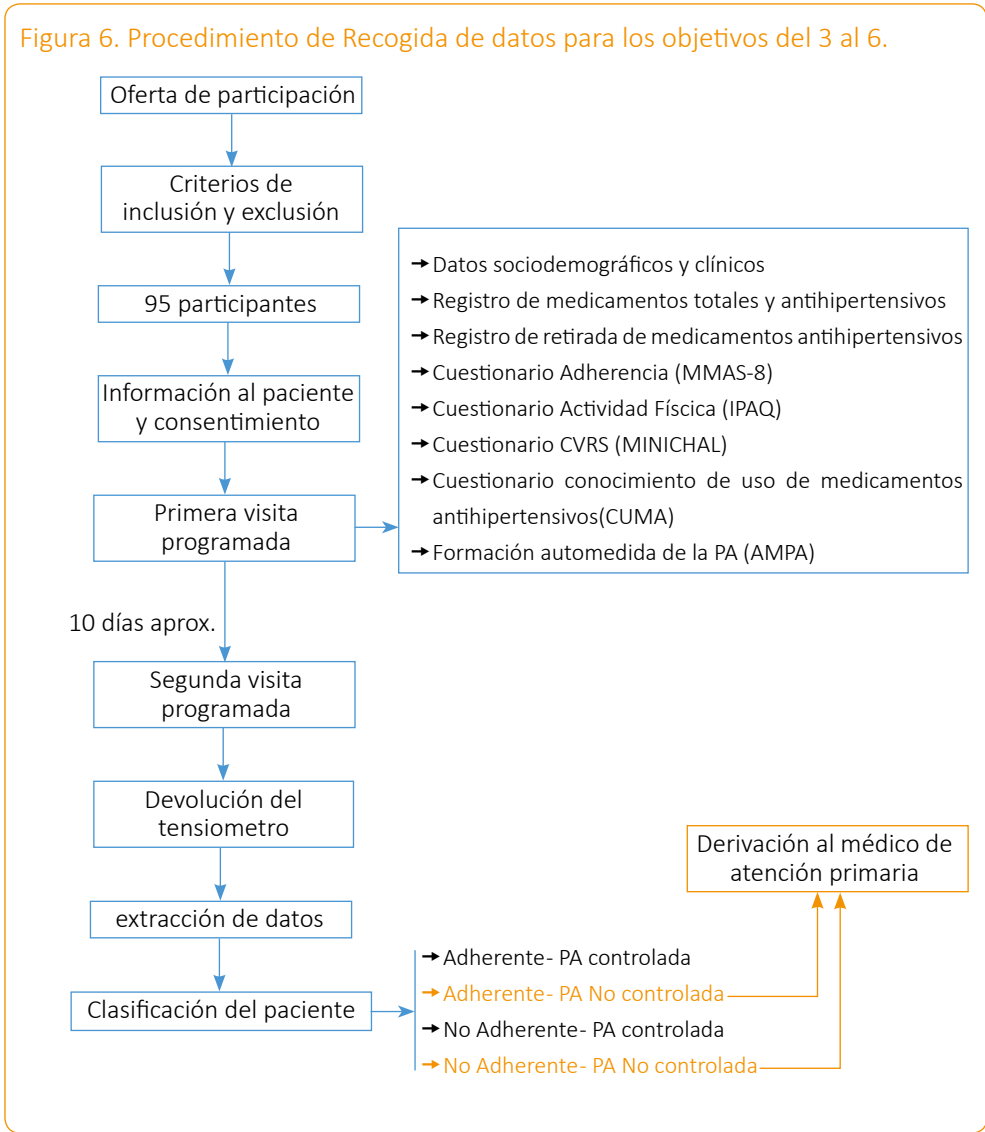 Figura 6. Procedimiento de Recogida de datos para los objetivos del 3 al 6.
Oferta de participación
Criterios de
inclusión y exclusión
95 participantes
Información al paciente
y consentimiento
Primera visita
programada
→ Datos sociodemográficos y clínicos
→ Registro de medicamentos totales y antihipertensivos
→ Registro de retirada de medicamentos antihipertensivos
→ Cuestionario Adherencia (MMAS-8)
→ Cuestionario Actividad Físcica (IPAQ)
→ Cuestionario CVRS (MINICHAL)
→ Cuestionario conocimiento de uso de medicamentos
antihipertensivos(CUMA)
→ Formación automedida de la PA (AMPA)
10 días aprox.
Segunda visita
programada
Devolución del
tensiometro
extracción de datos
Clasificación del paciente
→ Adherente- PA controlada
→ Adherente- PA No controlada
→ No Adherente- PA controlada
→ No Adherente- PA No controlada
Derivación al médico de
atención primaria